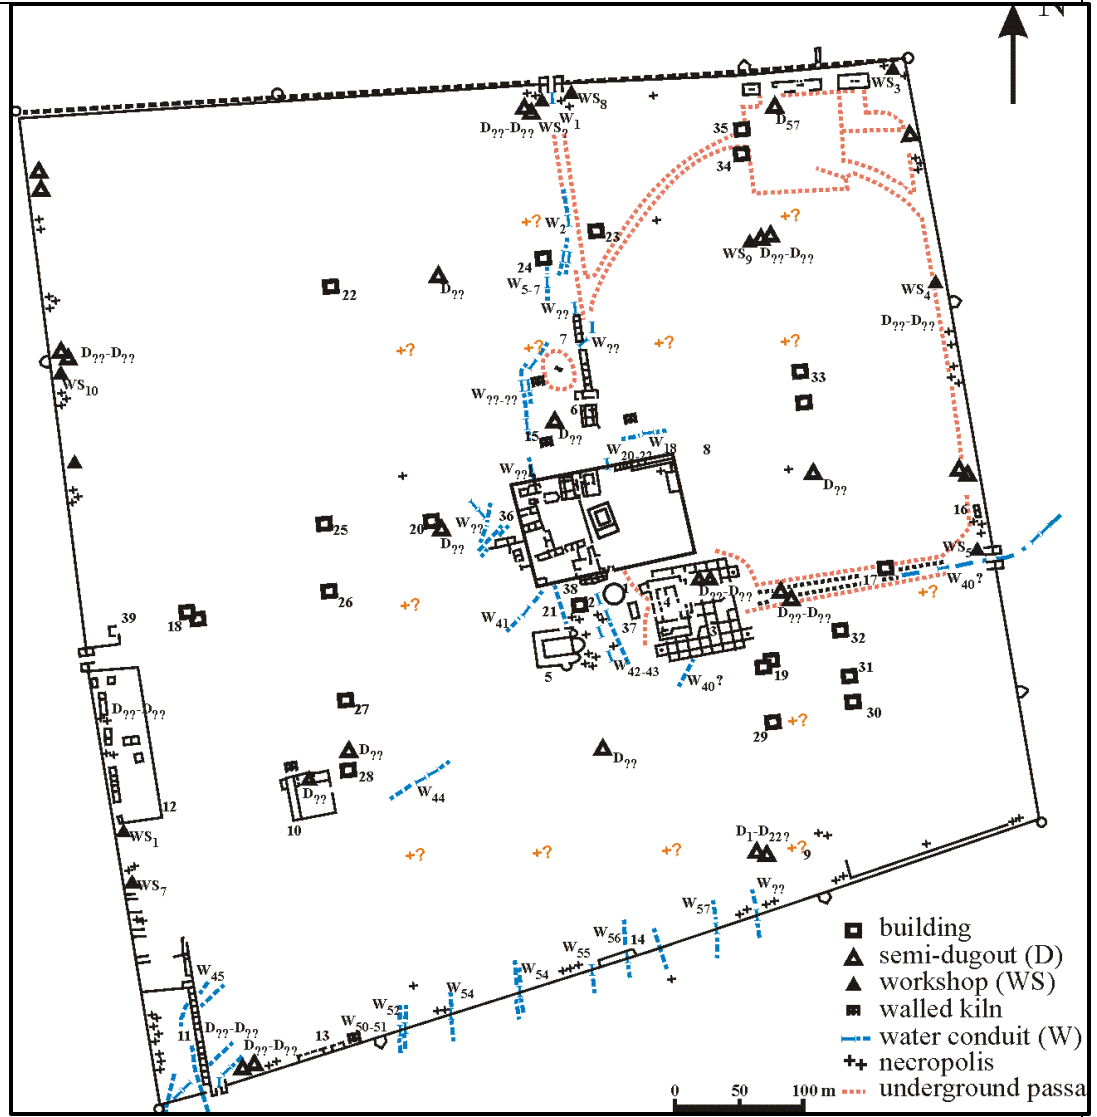 N
WS8
WS3
W1
D??-D??
WS2
D57
35
34
W2
23
24
WS9
D??-D??
22
D??
W5-7
WS4
W??
D??-D??
7
W??
D??-D??
+?
+?
+?
+?
+?
+?
33
WS10
W??-??
6
15
D??
W18
W20-22
8
W??
D??
36
16
25
20
W??
D??
WS5
17
W40?
38
1
D??-D??
26
21
2
4
D??-D??
+?
+?
39
18
W41
37
3
32
5
W42-43
W40?
19
31
30
D??-D??
27
29
+?
D??
D??
28
D??
W44
12
10
WS1
D1-D22?
+?
+?
+?
+?
9
WS7
W??
W57
building
W56
14
semi-dugout (D)
W55
W45
W54
workshop (WS)
W54
walled kiln
W52
W50-51
D??-D??
11
13
water conduit (W)
D??-D??
necropolis
underground passa
0 50 100 m